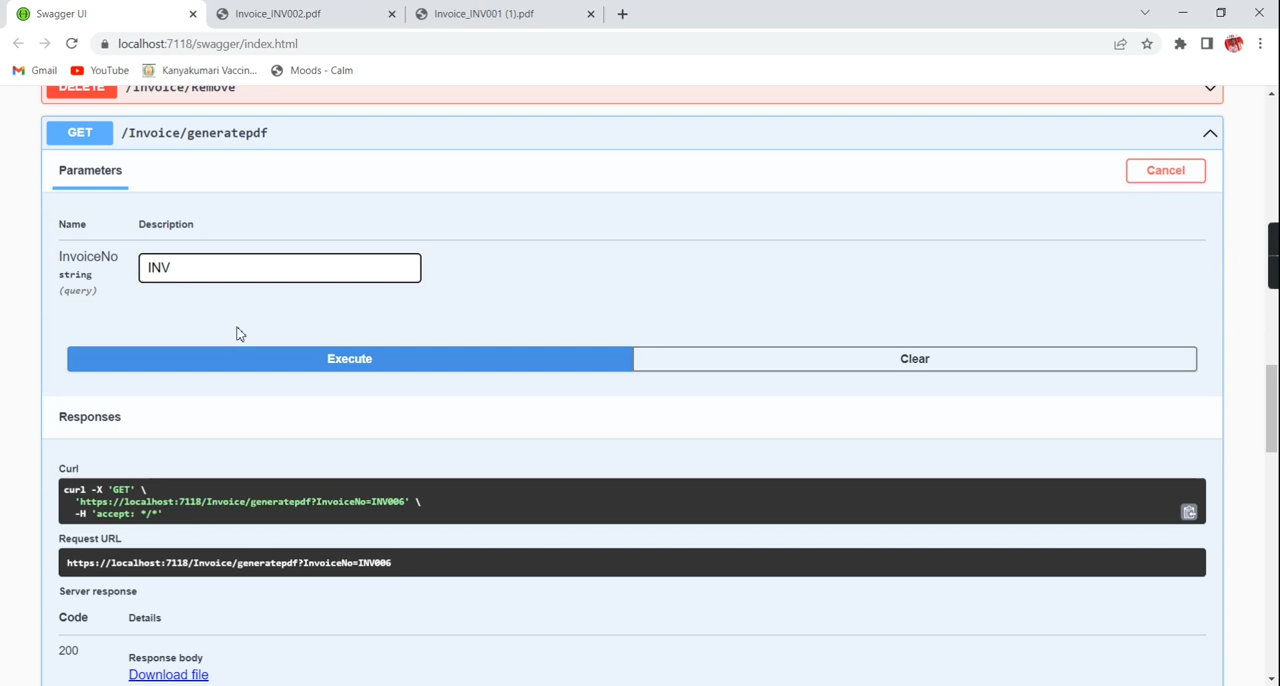 Swagger UI
Invoice_INV002.pdf
Invoice_INV001 (1).pdf
localhost:7118/swagger/index.html
Gmail
YouTube
Kanyakumari Vaccin...
Moods - Calm
DELETE /Invoice/Remove
GET /Invoice/generatepdf
Parameters
Cancel
Name Description
InvoiceNo
string
(query)
INV
Execute
Clear
Responses
Curl
curl -X 'GET' \
'https://localhost:7118/Invoice/generatepdf?InvoiceNo=INV006' \
-H 'accept: */*'
Request URL
https://localhost:7118/Invoice/generatepdf?InvoiceNo=INV006
Server response
Code Details
200
Response body
Download file